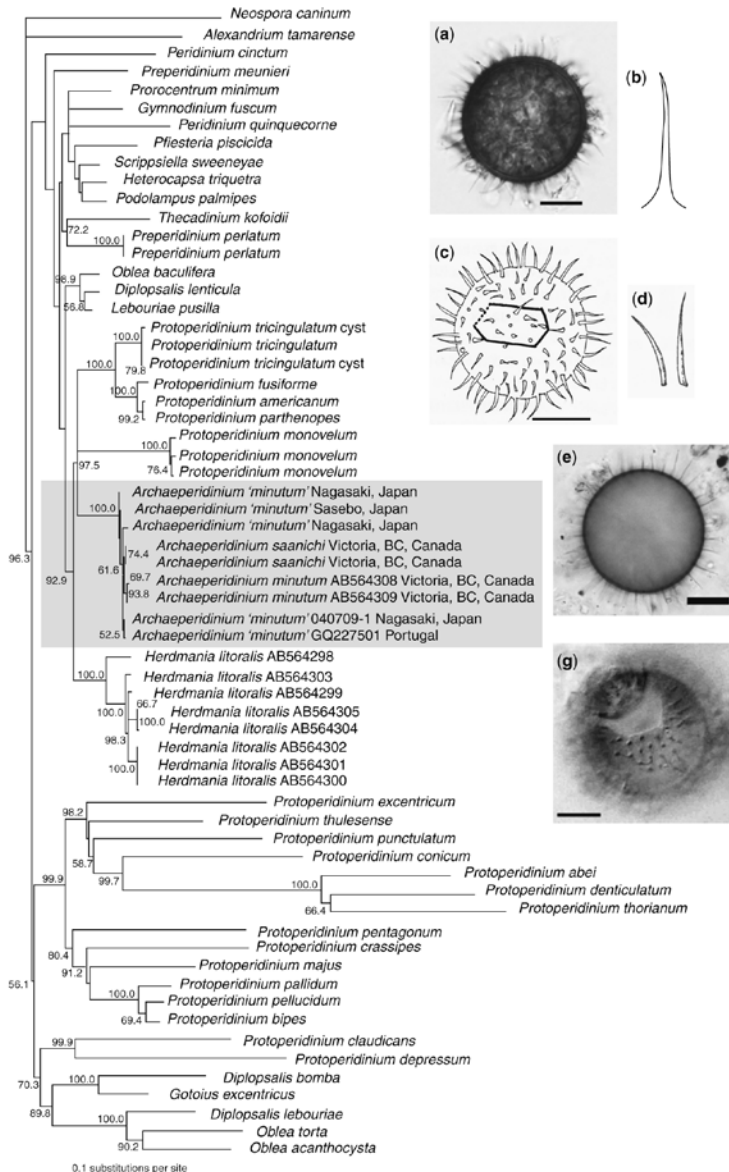 Neospora caninum
Alexandrium tamarense
Peridinium cinctum
Preperidinium meunieri
Prorocentrum minimum
Gymnodinium fuscum
Peridinium quinquecorne
Pfiesteria piscicida
Scrippsiella sweeneyae
Heterocapsa triquetra
Podolampus palmipes
Thecadinium kofoidii
72.2
100.0
Preperidinium perlatum
Preperidinium perlatum
98.9
Oblea baculifera
Diplopsalis lenticula
56.8
Lebouriae pusilla
Protoperidinium tricingulatum cyst
100.0
Protoperidinium tricingulatum
Protoperidinium tricingulatum cyst
79.8
100.0
Protoperidinium fusiforme
Protoperidinium americanum
99.2
Protoperidinium parthenopes
Protoperidinium monovelum
100.0
Protoperidinium monovelum
97.5
76.4
Protoperidinium monovelum
Archaeperidinium 'minutum' Nagasaki, Japan
100.0
Archaeperidinium 'minutum' Sasebo, Japan
Archaeperidinium 'minutum' Nagasaki, Japan
74.4
Archaeperidinium saanichi Victoria, BC, Canada
96.3
61.6
Archaeperidinium saanichi Victoria, BC, Canada
92.9
69.7
Archaeperidinium minutum AB564308 Victoria, BC, Canada
93.8
Archaeperidinium minutum AB564309 Victoria, BC, Canada
Archaeperidinium 'minutum' 040709-1 Nagasaki, Japan
52.5
Archaeperidinium 'minutum' GQ227501 Portugal
Herdmania litoralis AB564298
100.0
Herdmania litoralis AB564303
Herdmania litoralis AB564299
100.0
66.7
Herdmania litoralis AB564305
100.0
Herdmania litoralis AB564304
98.3
Herdmania litoralis AB564302
100.0
Herdmania litoralis AB564301
Herdmania litoralis AB564300
98.2
Protoperidinium excentricum
Protoperidinium thulesense
Protoperidinium punctulatum
58.7
Protoperidinium conicum
99.7
99.9
Protoperidinium abei
100.0
Protoperidinium denticulatum
66.4
Protoperidinium thorianum
Protoperidinium pentagonum
80.4
Protoperidinium crassipes
91.2
Protoperidinium majus
56.1
100.0
Protoperidinium pallidum
Protoperidinium pellucidum
69.4
Protoperidinium bipes
99.9
Protoperidinium claudicans
Protoperidinium depressum
70.3
100.0
Diplopsalis bomba
Gotoius excentricus
89.8
100.0
Diplopsalis lebouriae
Oblea torta
90.2
Oblea acanthocysta
0.1 substitutions per site
(a)
(b)
(c)
(d)
(e)
(g)